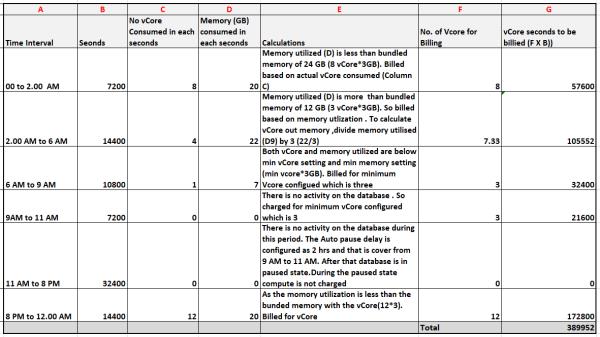 A B C D E F G
Time Interval Seonds No vCore Consumed in each seconds Memory (GB) consumed in each seconds Calculations No. of Vcore for Billing vCore seconds to be billied (F X B))
Memory utilized (D) is less than bundled
memory of 24 GB (8 vCore*3GB). Billed
based on actual vCore consumed (Column
00 to 2.00 AM 7200 8 20 C) 8 57600
Memory utilized (D) is more than bundled
memory of 12 GB (3 vCore*3GB). So billed
based on memory utlization . To calculate
vCore out memory ,divide memory utilised
2.00 AM to 6 AM 14400 4 22 (D9) by 3 (22/3) 7.33 105552
Both vCore and memory utilized are below
min vCore setting and min memory setting
(min vcore*3GB). Billed for minimum
6 AM to 9 AM 10800 1 7 Vcore configued which is three 3 32400
There is no activity on the database . So
charged for minimum vCore configured
9AM to 11 AM 7200 0 0 which is 3 3 21600
There is no activity on the database during
this period. The Auto pause delay is
configured as 2 hrs and that is cover from
9 AM to 11 AM. After that database is in
paused state.During the paused state
11 AM to 8 PM 32400 0 0 compute is not charged 0 0
As the momory utilization is less than the
bunded memory with the vCore(12*3).
8 PM to 12.00 AM 14400 12 20 Billed for vCore 12 172800
Total 389952